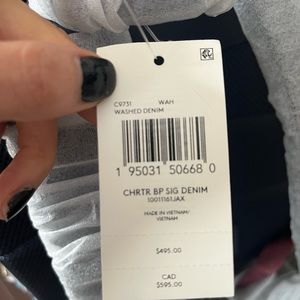 C9731 WAH
WASHED DENIM
1 95031 50668 0
CHRTR BP SIG DENIM
10011161JAX
MADE IN VIETNAM/
VIETNAM
$495.00
CAD
$595.00